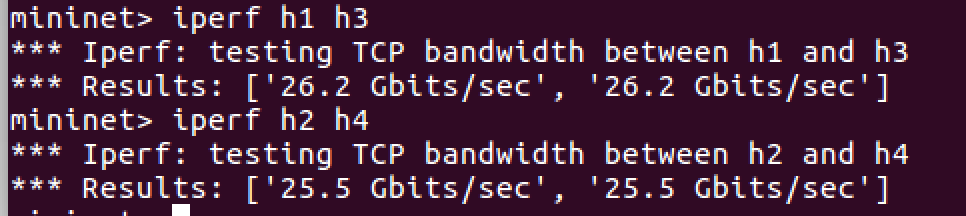 mininet> iperf h1 h3
*** Iperf: testing TCP bandwidth between h1 and h3
*** Results: ['26.2 Gbits/sec', '26.2 Gbits/sec']
mininet> iperf h2 h4
*** Iperf: testing TCP bandwidth between h2 and h4
*** Results: ['25.5 Gbits/sec', '25.5 Gbits/sec']